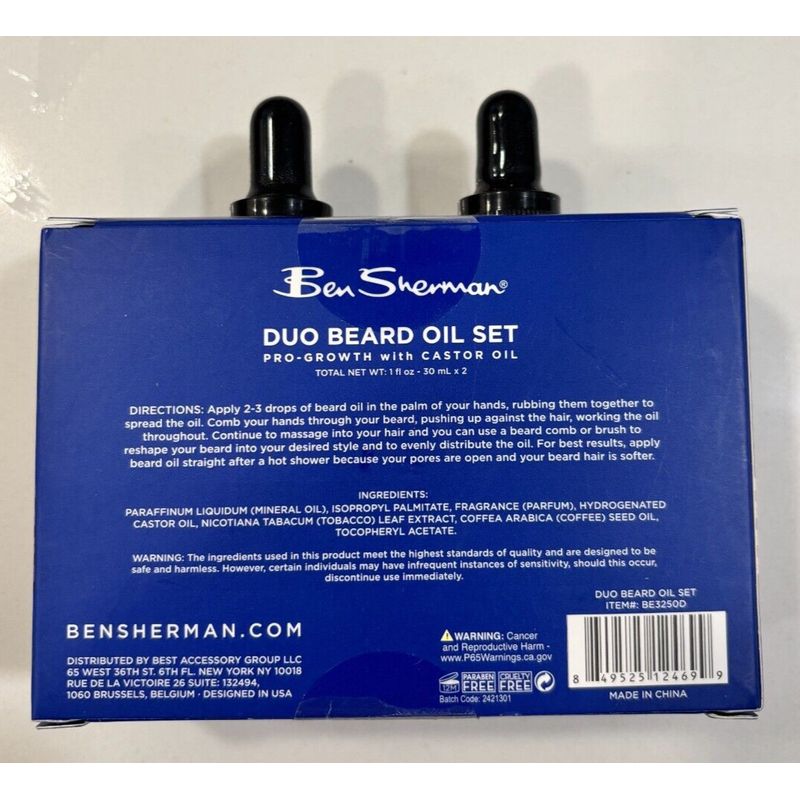 Ben Sherman®
DUO BEARD OIL SET
PRO-GROWTH with CASTOR OIL
TOTAL NET WT: 1 fl oz - 30 mL x 2
DIRECTIONS: Apply 2-3 drops of beard oil in the palm of your hands, rubbing them together to
spread the oil. Comb your hands through your beard, pushing up against the hair, working the oil
throughout. Continue to massage into your hair and you can use a beard comb or brush to
reshape your beard into your desired style and to evenly distribute the oil. For best results, apply
beard oil straight after a hot shower because your pores are open and your beard hair is softer.
INGREDIENTS:
PARAFFINUM LIQUIDUM (MINERAL OIL), ISOPROPYL PALMITATE, FRAGRANCE (PARFUM), HYDROGENATED
CASTOR OIL, NICOTIANA TABACUM (TOBACCO) LEAF EXTRACT, COFFEA ARABICA (COFFEE) SEED OIL,
TOCOPHERYL ACETATE.
WARNING: The ingredients used in this product meet the highest standards of quality and are designed to be
safe and harmless. However, certain individuals may have infrequent instances of sensitivity, should this occur,
discontinue use immediately.
BENSHERMAN.COM
DISTRIBUTED BY BEST ACCESSORY GROUP LLC
65 WEST 36TH ST. 6TH FL. NEW YORK NY 10018
RUE DE LA VICTOIRE 26 SUITE: 132494,
1060 BRUSSELS, BELGIUM · DESIGNED IN USA
WARNING: Cancer
and Reproductive Harm -
www.P65Warnings.ca.gov
12M
PARABEN FREE
CRUELTY FREE
Batch Code: 2421301
DUO BEARD OIL SET
ITEM#: BE3250D
8 49525 12469 9
MADE IN CHINA